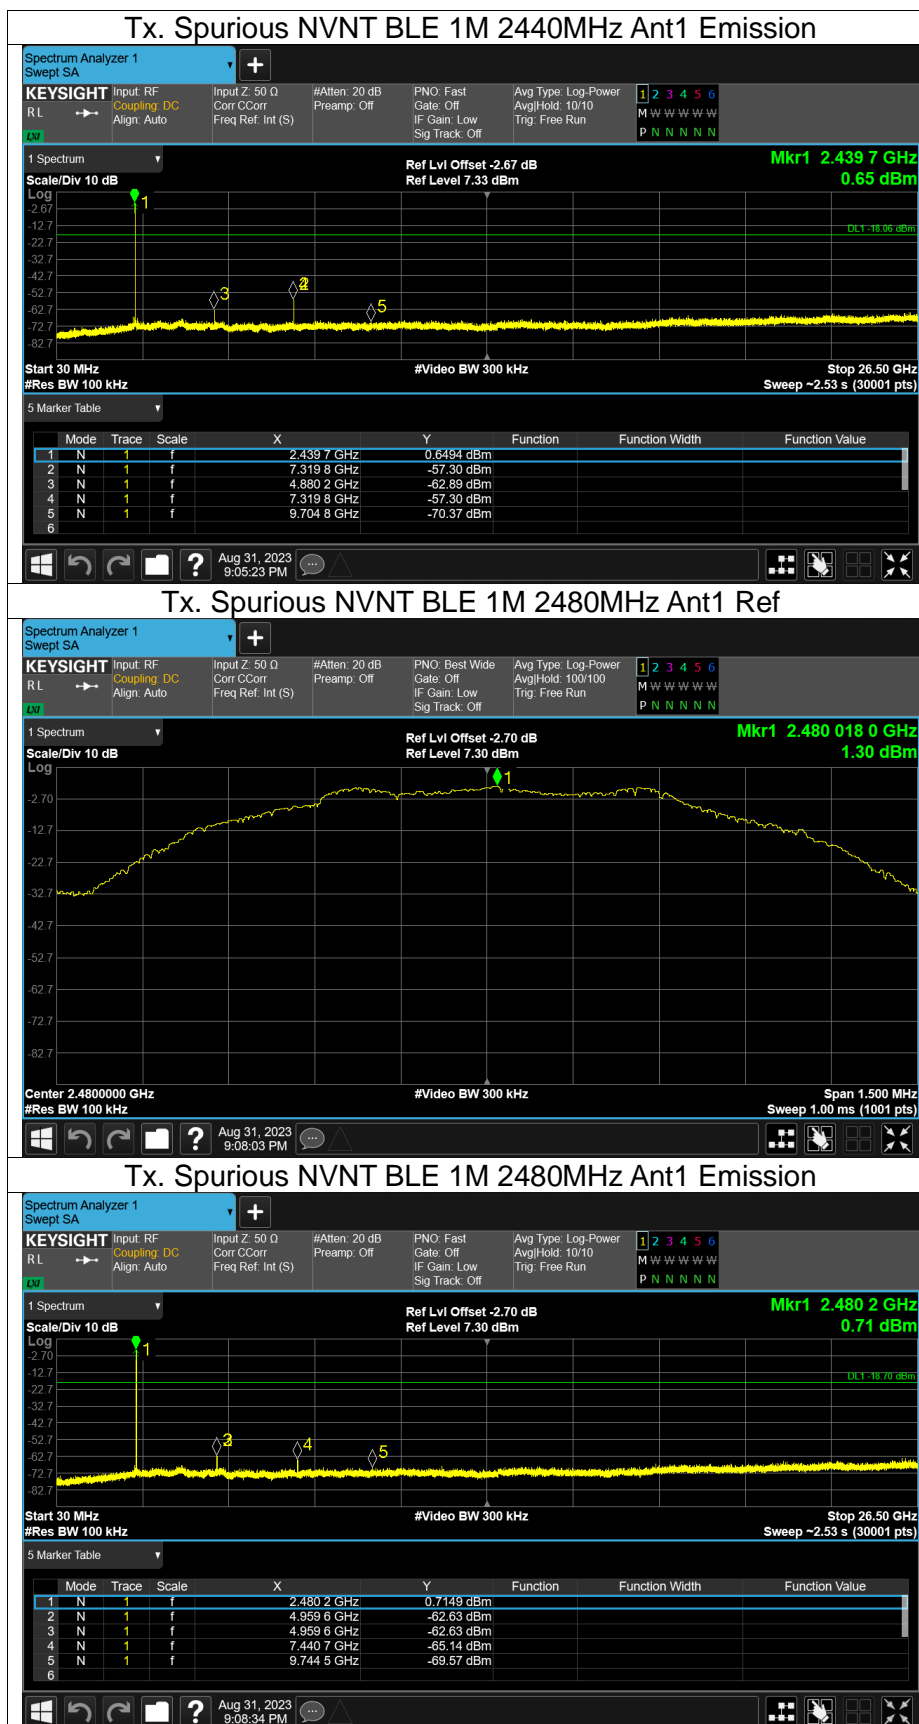 Tx. Spurious NVNT BLE 1M 2440MHz Ant1 Emission
Spectrum Analyzer 1
Swept SA
+
KEYSIGHT Input: RF Input Z: 50 Ω #Atten: 20 dB PNO: Fast Avg Type: Log-Power 1 2 3 4 5 6
R L Coupling: DC Corr CCorr Preamp: Off Gate: Off Avg|Hold: 10/10 M W W W W W
Align: Auto Freq Ref: Int (S) IF Gain: Low Trig: Free Run
LXI Sig Track: Off P N N N N N
1 Spectrum Ref Lvl Offset -2.67 dB Mkr1 2.439 7 GHz
Scale/Div 10 dB Ref Level 7.33 dBm 0.65 dBm
Log
1
-2.67
-12.7
DL1 -18.06 dBm
-22.7
-32.7
-42.7
-52.7
3
5
-62.7
-72.7
-82.7
Start 30 MHz #Video BW 300 kHz Stop 26.50 GHz
#Res BW 100 kHz Sweep ~2.53 s (30001 pts)
5 Marker Table
Mode Trace Scale X Y Function Function Width Function Value
1 N 1 f 2.439 7 GHz 0.6494 dBm
2 N 1 f 7.319 8 GHz -57.30 dBm
3 N 1 f 4.880 2 GHz -62.89 dBm
4 N 1 f 7.319 8 GHz -57.30 dBm
5 N 1 f 9.704 8 GHz -70.37 dBm
6
? Aug 31, 2023
9:05:23 PM
Tx. Spurious NVNT BLE 1M 2480MHz Ant1 Ref
Spectrum Analyzer 1
Swept SA
+
KEYSIGHT Input: RF Input Z: 50 Ω #Atten: 20 dB PNO: Best Wide Avg Type: Log-Power 1 2 3 4 5 6
R L Coupling: DC Corr CCorr Preamp: Off Gate: Off Avg|Hold: 100/100 M W W W W W
Align: Auto Freq Ref: Int (S) IF Gain: Low Trig: Free Run
LXI Sig Track: Off P N N N N N
1 Spectrum Ref Lvl Offset -2.70 dB Mkr1 2.480 018 0 GHz
Scale/Div 10 dB Ref Level 7.30 dBm 1.30 dBm
Log
1
-2.70
-12.7
-22.7
-32.7
-42.7
-52.7
-62.7
-72.7
-82.7
Center 2.4800000 GHz #Video BW 300 kHz Span 1.500 MHz
#Res BW 100 kHz Sweep 1.00 ms (1001 pts)
? Aug 31, 2023
9:08:03 PM
Tx. Spurious NVNT BLE 1M 2480MHz Ant1 Emission
Spectrum Analyzer 1
Swept SA
+
KEYSIGHT Input: RF Input Z: 50 Ω #Atten: 20 dB PNO: Fast Avg Type: Log-Power 1 2 3 4 5 6
R L Coupling: DC Corr CCorr Preamp: Off Gate: Off Avg|Hold: 10/10 M W W W W W
Align: Auto Freq Ref: Int (S) IF Gain: Low Trig: Free Run
LXI Sig Track: Off P N N N N N
1 Spectrum Ref Lvl Offset -2.70 dB Mkr1 2.480 2 GHz
Scale/Div 10 dB Ref Level 7.30 dBm 0.71 dBm
Log
1
-2.70
-12.7
DL1 -18.70 dBm
-22.7
-32.7
-42.7
-52.7
4
5
-62.7
-72.7
-82.7
Start 30 MHz #Video BW 300 kHz Stop 26.50 GHz
#Res BW 100 kHz Sweep ~2.53 s (30001 pts)
5 Marker Table
Mode Trace Scale X Y Function Function Width Function Value
1 N 1 f 2.480 2 GHz 0.7149 dBm
2 N 1 f 4.959 6 GHz -62.63 dBm
3 N 1 f 4.959 6 GHz -62.63 dBm
4 N 1 f 7.440 7 GHz -65.14 dBm
5 N 1 f 9.744 5 GHz -69.57 dBm
6
? Aug 31, 2023
9:08:34 PM